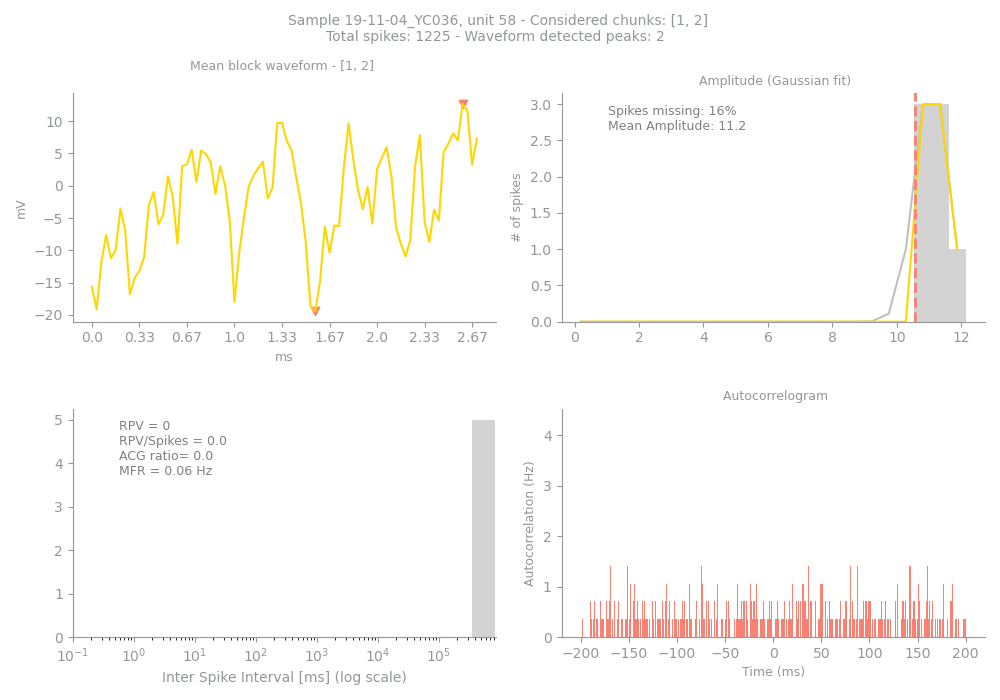 Sample 19-11-04_YC036, unit 58 - Considered chunks: [1, 2]
Total spikes: 1225 - Waveform detected peaks: 2
Mean block waveform - [1, 2]
10
5
0
−5
−10
−15
−20
mV
0.0 0.33 0.67 1.0 1.33 1.67 2.0 2.33 2.67
ms
Amplitude (Gaussian fit)
Spikes missing: 16%
Mean Amplitude: 11.2
3.0
2.5
2.0
1.5
1.0
0.5
0.0
# of spikes
0 2 4 6 8 10 12
RPV = 0
RPV/Spikes = 0.0
ACG ratio= 0.0
MFR = 0.06 Hz
5
4
3
2
1
0
10⁻¹ 10⁰ 10¹ 10² 10³ 10⁴ 10⁵
Inter Spike Interval [ms] (log scale)
Autocorrelogram
4
3
2
1
0
Autocorrelation (Hz)
−200 −150 −100 −50 0 50 100 150 200
Time (ms)